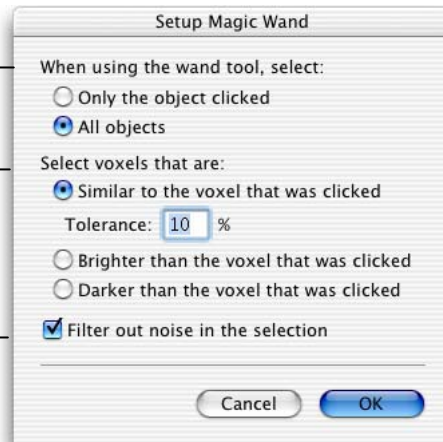 Setup Magic Wand
When using the wand tool, select:
Only the object clicked
All objects
Select voxels that are:
Similar to the voxel that was clicked
Tolerance: 10 %
Brighter than the voxel that was clicked
Darker than the voxel that was clicked
Filter out noise in the selection
Cancel OK